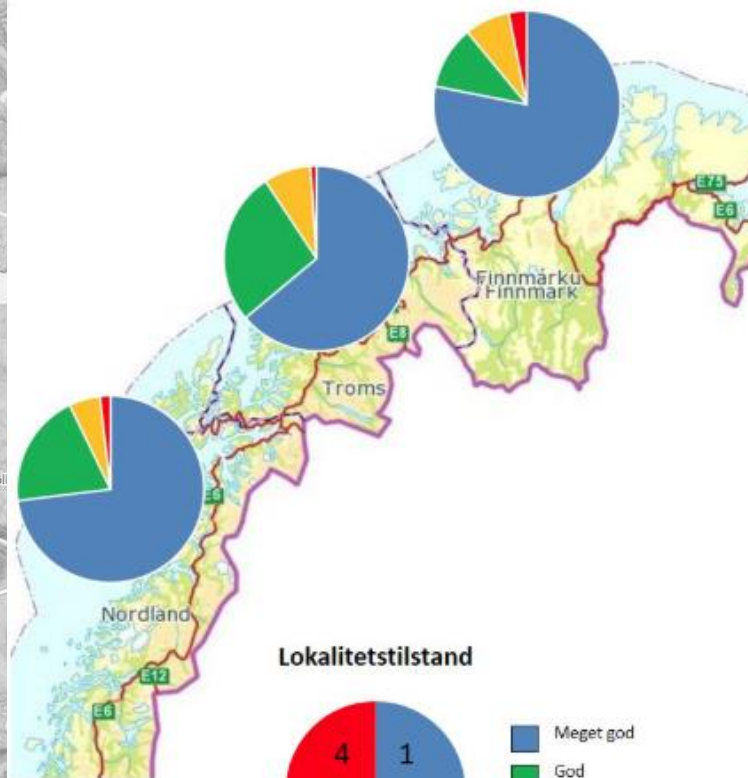 E75
E6
Finnmárku
Finnmark
E8
Troms
E6
Nordland
E12
E6
Lokalitetstilstand
4 1
Meget god
God